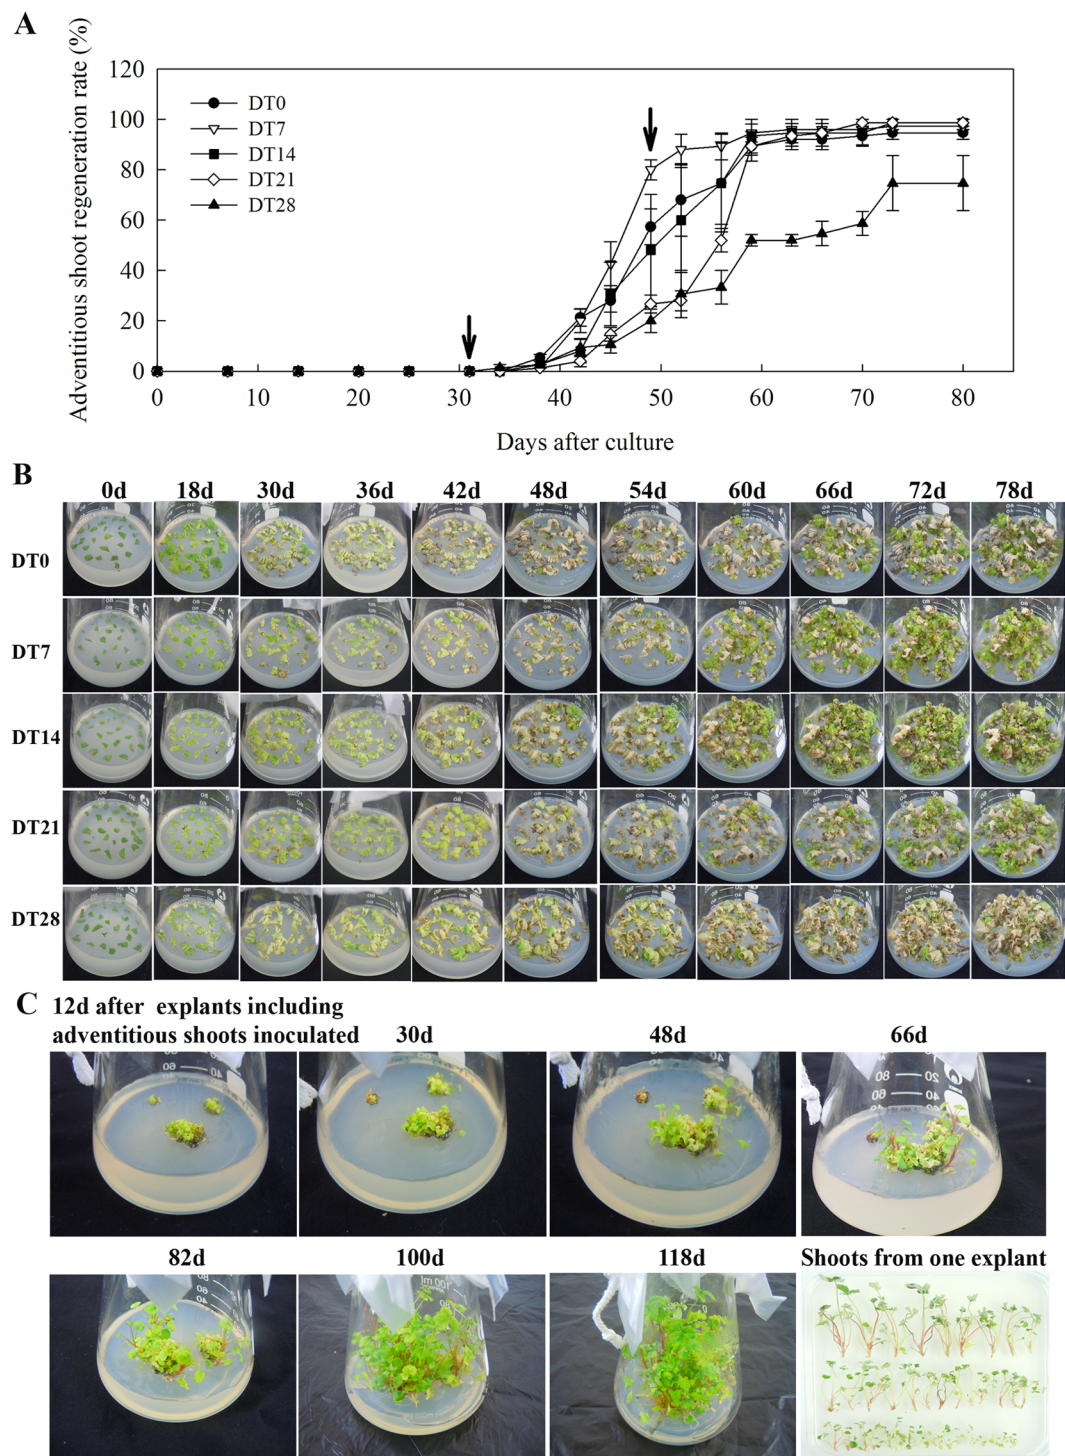 A
Adventitious shoot regeneration rate (%)
120
100
80
60
40
20
0
DT0
DT7
DT14
DT21
DT28
0 10 20 30 40 50 60 70 80
Days after culture
B
0d 18d 30d 36d 42d 48d 54d 60d 66d 72d 78d
DT0
DT7
DT14
DT21
DT28
C 12d after explants including
adventitious shoots inoculated 30d 48d 66d
82d 100d 118d Shoots from one explant